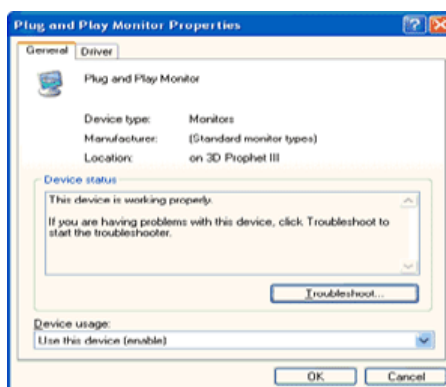 Plug and Play Monitor Properties
General Driver
Plug and Play Monitor
Device type: Monitors
Manufacturer: (Standard monitor types)
Location: on 3D Prophet III
Device status
This device is working properly.
If you are having problems with this device, click Troubleshoot to
start the troubleshooter.
Troubleshoot...
Device usage:
Use this device (enable)
OK Cancel